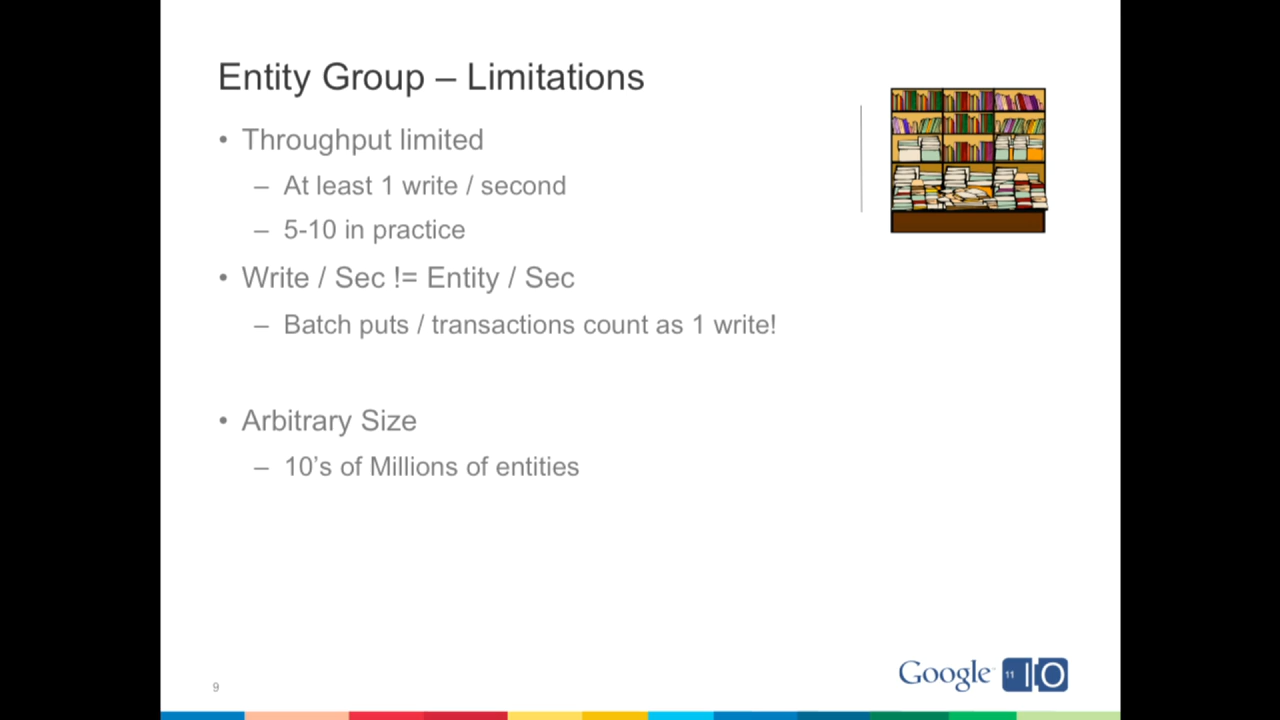 Entity Group – Limitations
• Throughput limited
– At least 1 write / second
– 5-10 in practice
• Write / Sec != Entity / Sec
– Batch puts / transactions count as 1 write!
• Arbitrary Size
– 10’s of Millions of entities
9
Google 11 IO